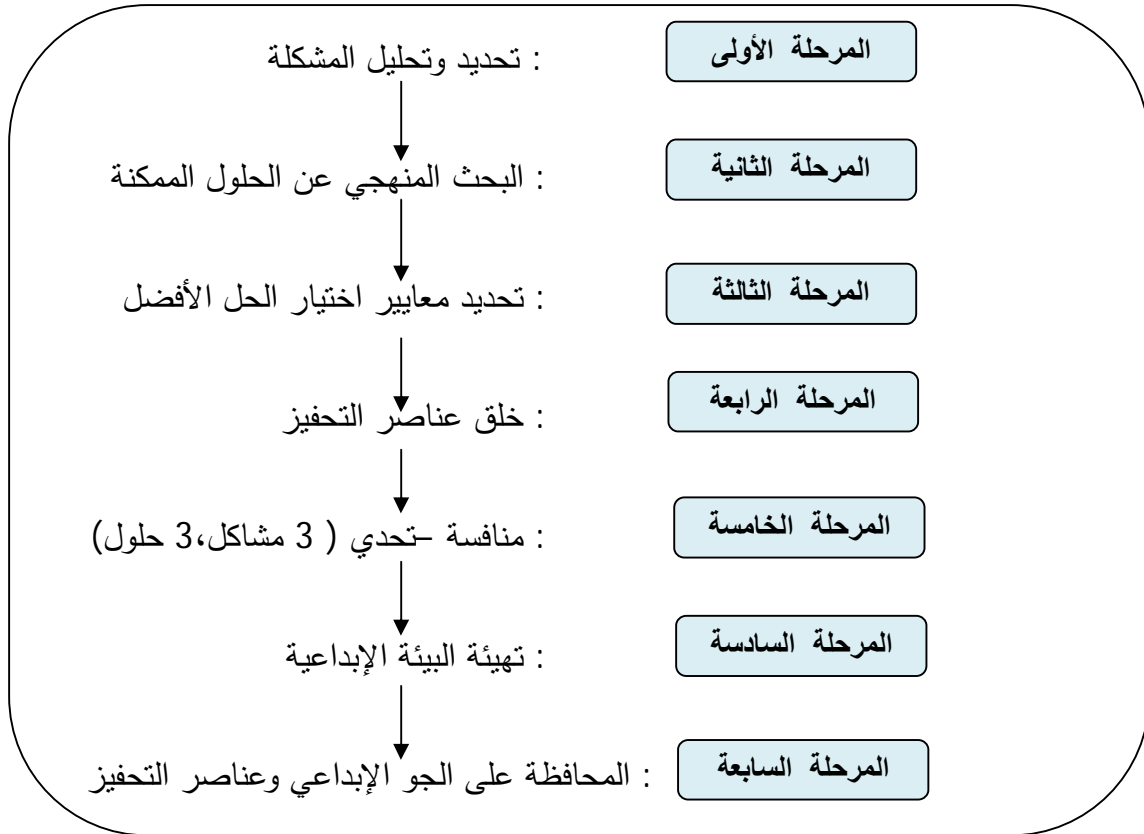 المرحلة الأولى : تحديد وتحليل المشكلة
المرحلة الثانية : البحث المنهجي عن الحلول الممكنة
المرحلة الثالثة : تحديد معايير اختيار الحل الأفضل
المرحلة الرابعة : خلق عناصر التحفيز
المرحلة الخامسة : منافسة –تحدي ( 3 مشاكل،3 حلول)
المرحلة السادسة : تهيئة البيئة الإبداعية
المرحلة السابعة : المحافظة على الجو الإبداعي وعناصر التحفيز